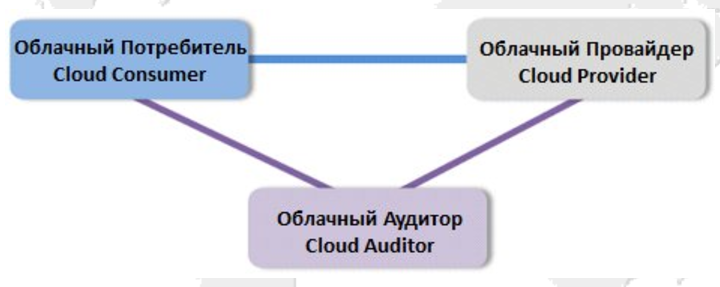 Облачный Потребитель
Cloud Consumer
Облачный Провайдер
Cloud Provider
Облачный Аудитор
Cloud Auditor